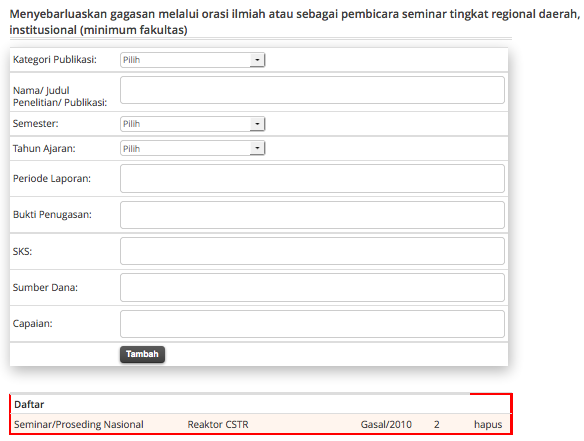 Menyebarluaskan gagasan melalui orasi ilmiah atau sebagai pembicara seminar tingkat regional daerah,
institusional (minimum fakultas)
Kategori Publikasi: Pilih
Nama/ Judul
Penelitian/ Publikasi:
Semester: Pilih
Tahun Ajaran: Pilih
Periode Laporan:
Bukti Penugasan:
SKS:
Sumber Dana:
Capaian:
Tambah
Daftar
Seminar/Proseding Nasional Reaktor CSTR Gasal/2010 2 hapus